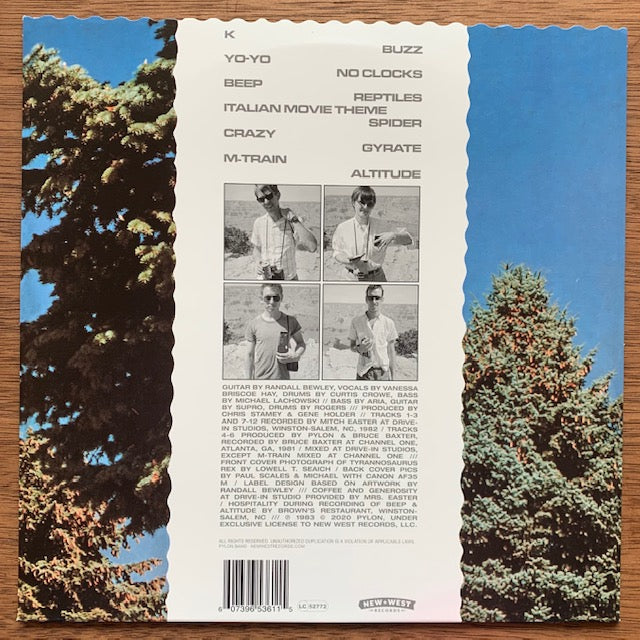 K
BUZZ
YO-YO
NO CLOCKS
BEEP
REPTILES
ITALIAN MOVIE THEME
SPIDER
CRAZY
GYRATE
M-TRAIN
ALTITUDE
GUITAR BY RANDALL BEWLEY, VOCALS BY VANESSA
BRISCOE HAY, DRUMS BY CURTIS CROWE, BASS
BY MICHAEL LACHOWSKI // BASS BY ARIA, GUITAR
BY SUPRO, DRUMS BY ROGERS /// PRODUCED BY
CHRIS STAMEY & GENE HOLDER // TRACKS 1-3
AND 7-12 RECORDED BY MITCH EASTER AT DRIVE-
IN STUDIOS, WINSTON-SALEM, NC, 1982 / TRACKS
4-6 PRODUCED BY PYLON & BRUCE BAXTER,
RECORDED BY BRUCE BAXTER AT CHANNEL ONE,
ATLANTA, GA, 1981 / MIXED AT DRIVE-IN STUDIOS,
EXCEPT M-TRAIN MIXED AT CHANNEL ONE ///
FRONT COVER PHOTOGRAPH OF TYRANNOSAURUS
REX BY LOWELL T. SEAICH / BACK COVER PICS
BY PAUL SCALES & MICHAEL WITH CANON AF35
M / LABEL DESIGN BASED ON ARTWORK BY
RANDALL BEWLEY /// COFFEE AND GENEROSITY
AT DRIVE-IN STUDIO PROVIDED BY MRS. EASTER
/ HOSPITALITY DURING RECORDING OF BEEP &
ALTITUDE BY BROWN'S RESTAURANT, WINSTON-
SALEM, NC /// ℗ 1983 © 2020 PYLON, UNDER
EXCLUSIVE LICENSE TO NEW WEST RECORDS, LLC.
ALL RIGHTS RESERVED. UNAUTHORIZED DUPLICATION IS A VIOLATION OF APPLICABLE LAWS.
PYLON.BAND · NEWWESTRECORDS.COM
6 07396 53611 5
LC 52772
NEW WEST
RECORDS